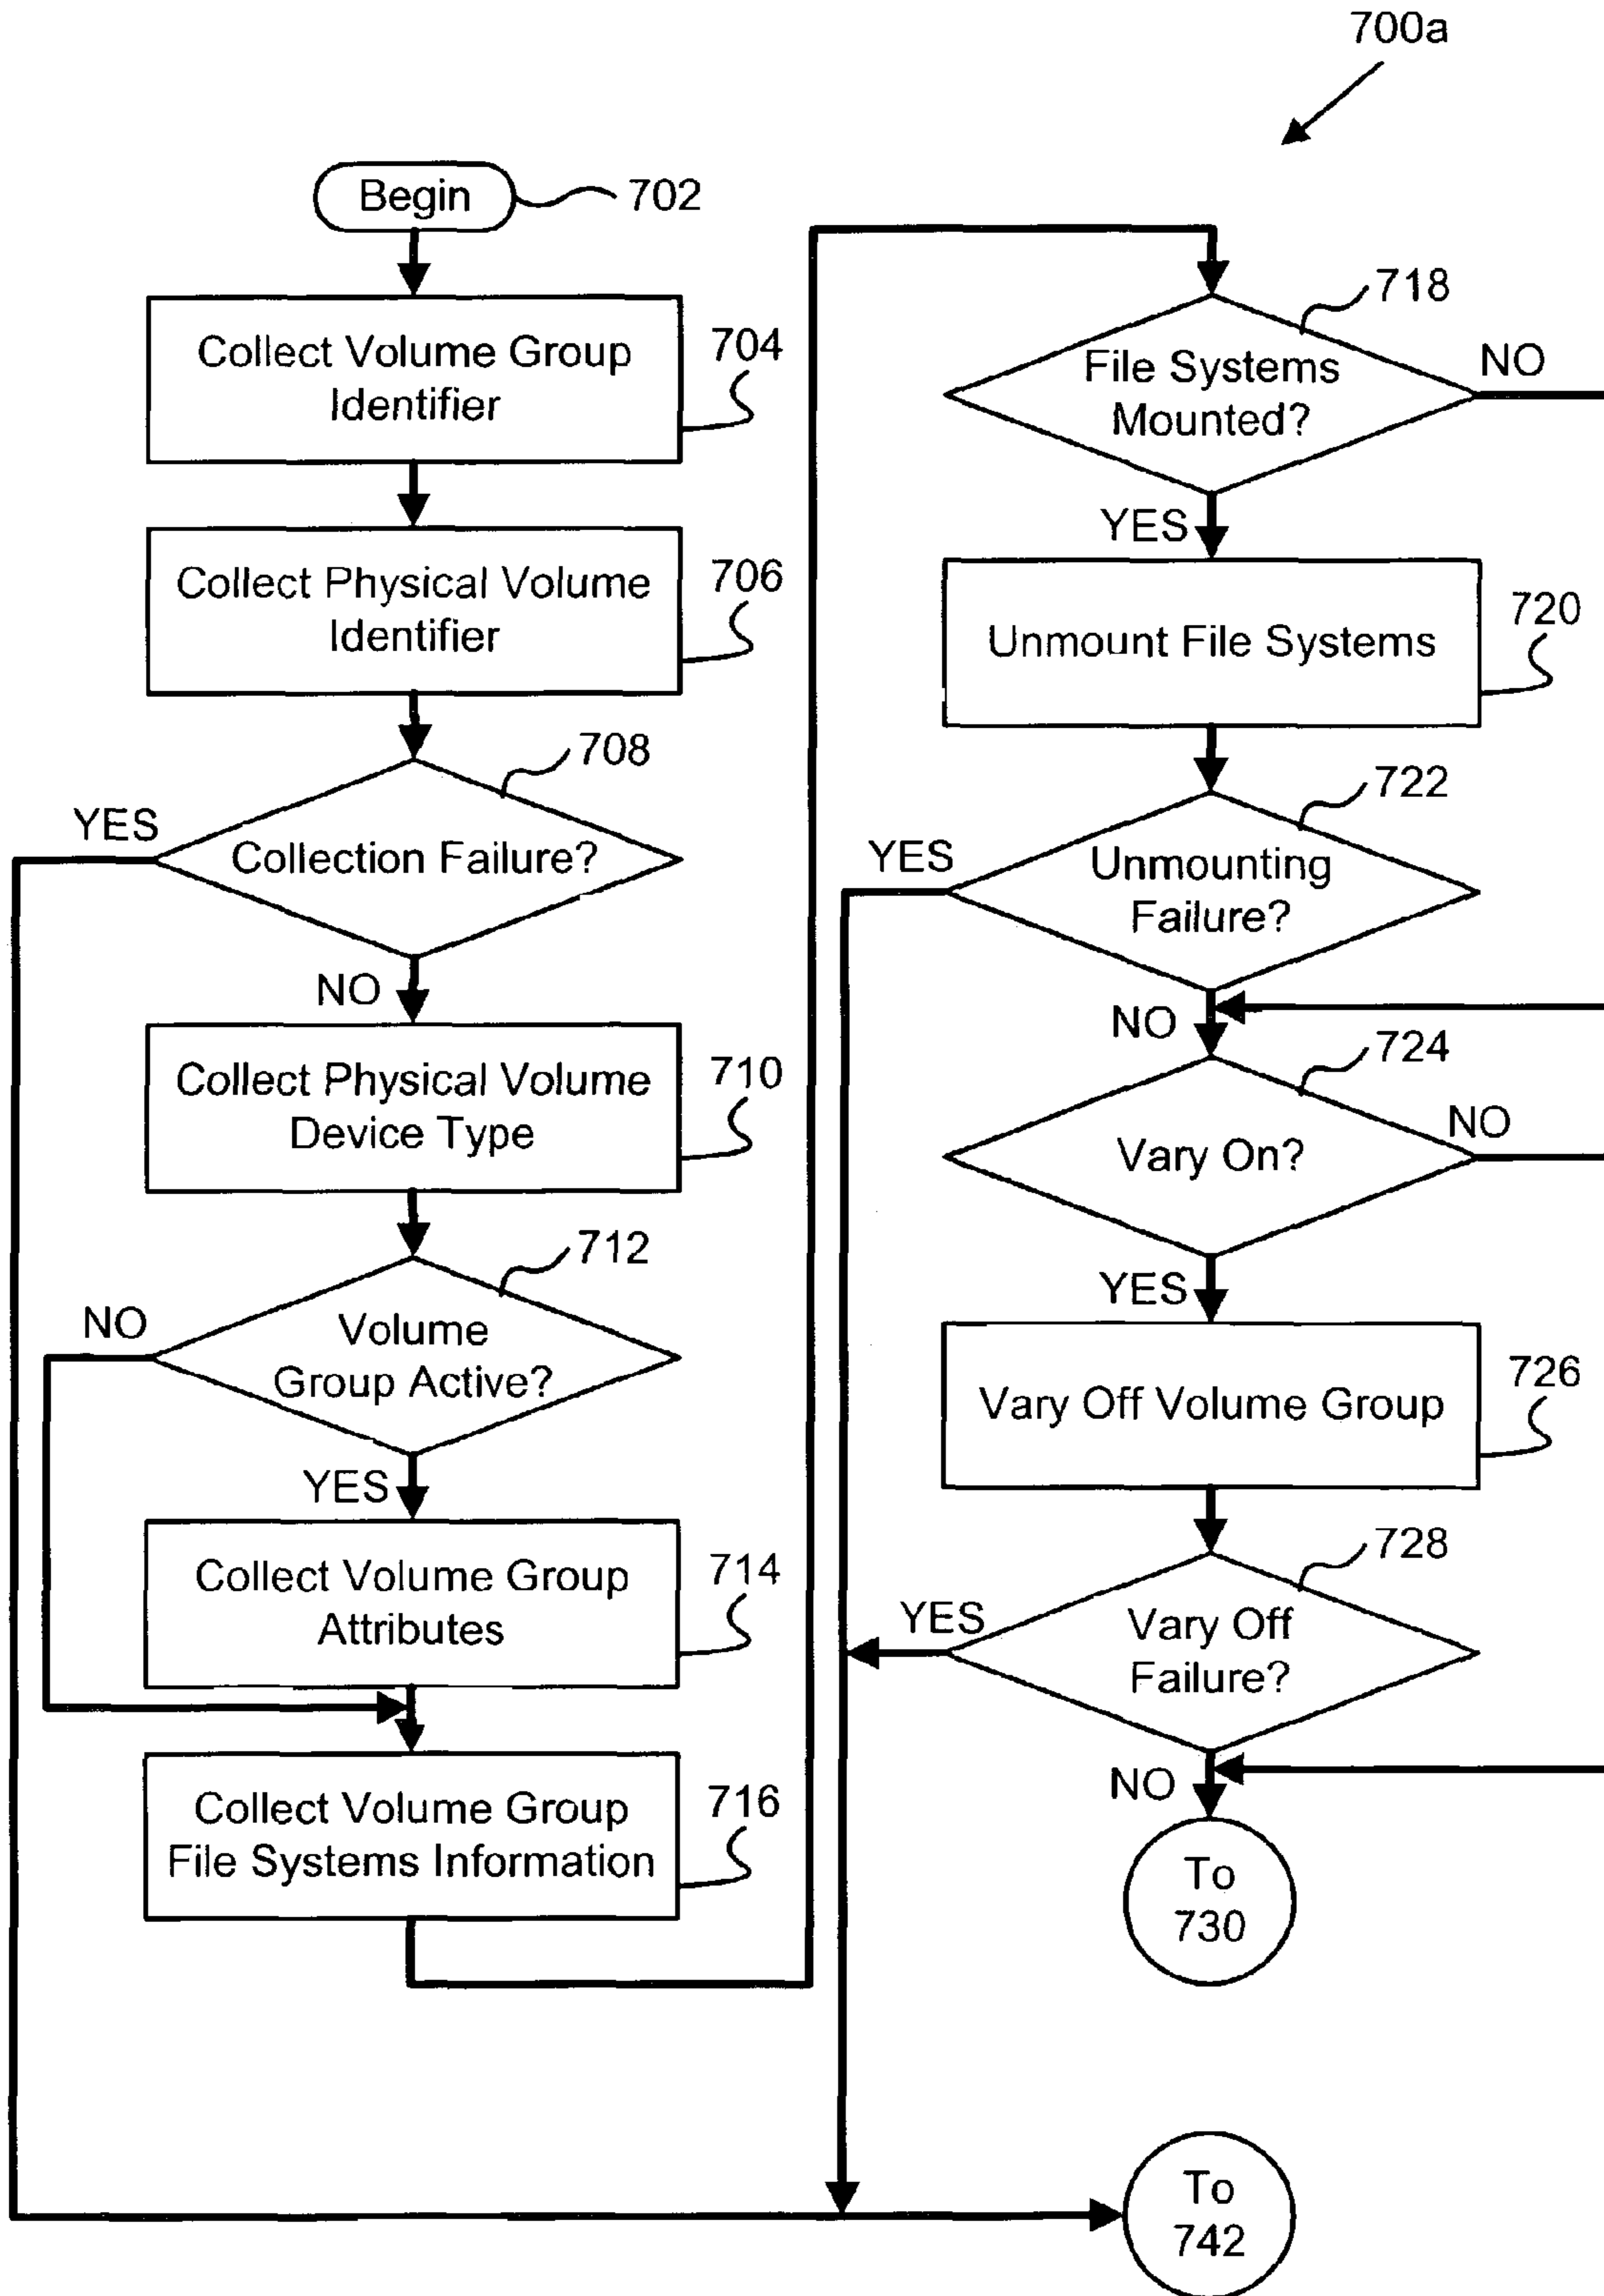 700a
Begin
702
Collect Volume Group
Identifier
704
Collect Physical Volume
Identifier
706
708
YES
Collection Failure?
NO
Collect Physical Volume
Device Type
710
712
NO
Volume
Group Active?
YES
Collect Volume Group
Attributes
714
Collect Volume Group
File Systems Information
716
718
File Systems
Mounted?
NO
YES
Unmount File Systems
720
722
YES
Unmounting
Failure?
NO
724
Vary On?
NO
YES
Vary Off Volume Group
726
728
YES
Vary Off
Failure?
NO
To
730
To
742